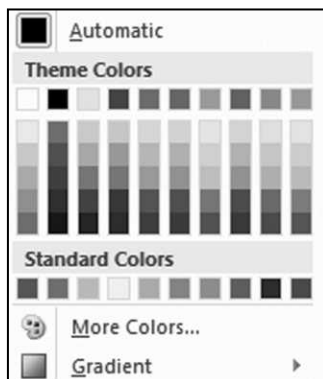 Automatic
Theme Colors
Standard Colors
More Colors...
Gradient